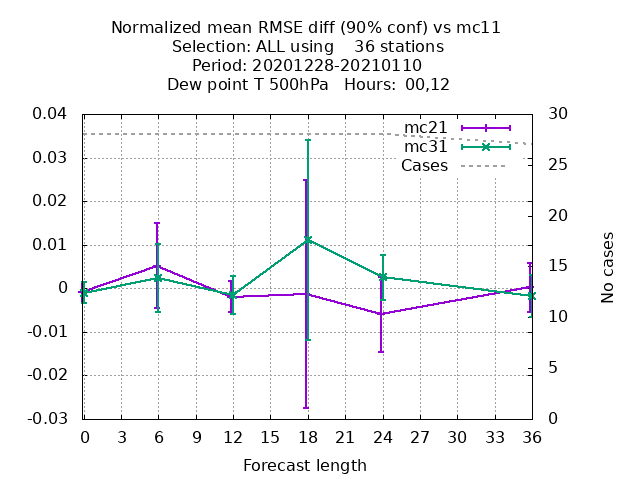 Normalized mean RMSE diff (90% conf) vs mc11
Selection: ALL using    36 stations
Period: 20201228-20210110
Dew point T 500hPa   Hours:  00,12
mc21
mc31
Cases
0.04
0.03
0.02
0.01
0
-0.01
-0.02
-0.03
30
25
20
15
10
5
0
No cases
0 3 6 9 12 15 18 21 24 27 30 33 36
Forecast length